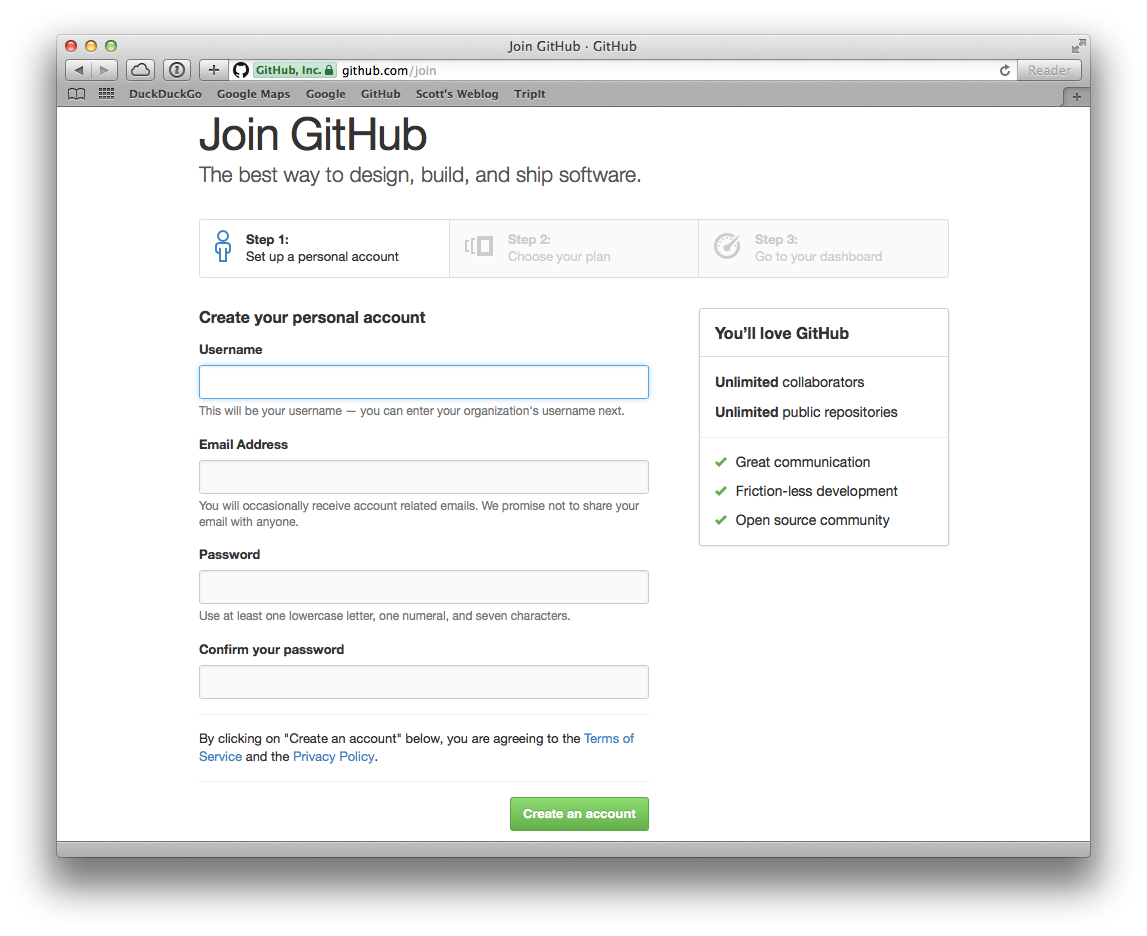 Join GitHub · GitHub
GitHub, Inc. github.com/join
Reader
DuckDuckGo Google Maps Google GitHub Scott's Weblog TripIt
Join GitHub
The best way to design, build, and ship software.
Step 1:
Set up a personal account
Step 2:
Choose your plan
Step 3:
Go to your dashboard
Create your personal account
Username
This will be your username — you can enter your organization's username next.
Email Address
You will occasionally receive account related emails. We promise not to share your
email with anyone.
Password
Use at least one lowercase letter, one numeral, and seven characters.
Confirm your password
By clicking on "Create an account" below, you are agreeing to the Terms of
Service and the Privacy Policy.
Create an account
You’ll love GitHub
Unlimited collaborators
Unlimited public repositories
Great communication
Friction-less development
Open source community